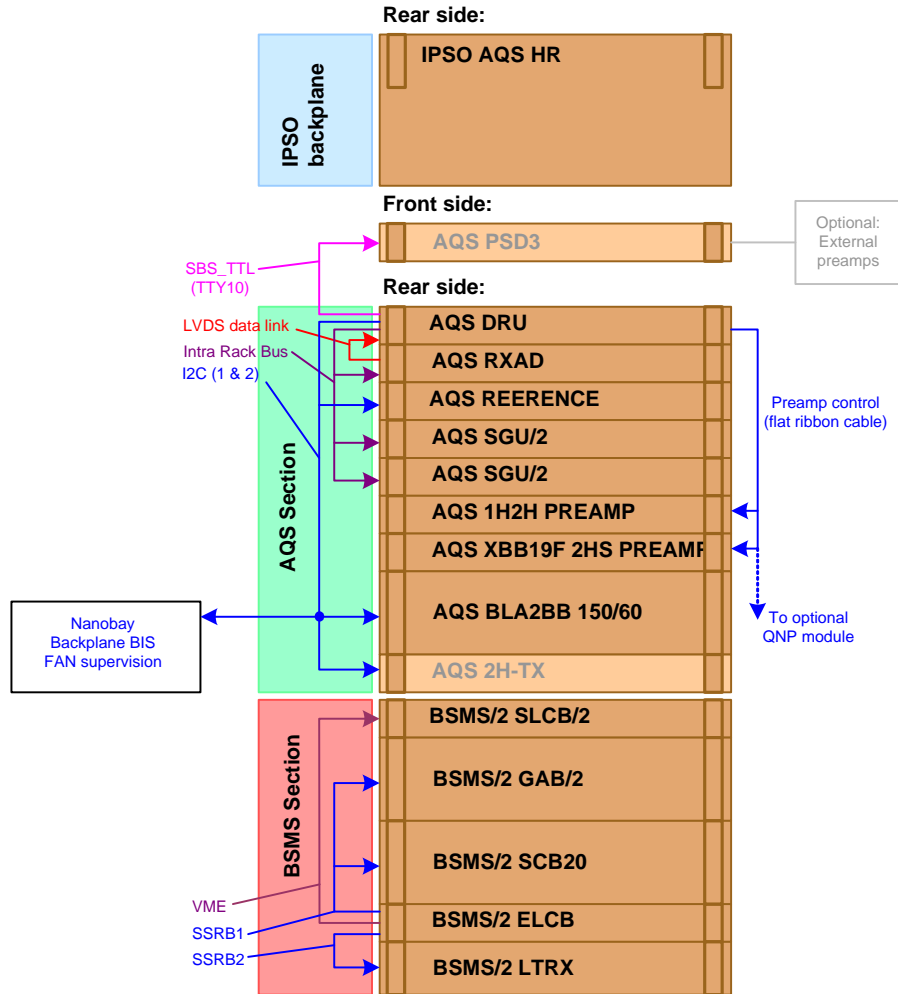 Rear side:
IPSO AQS HR
IPSO
backplane
Front side:
AQS PSD3
Optional:
External
preamps
SBS_TTL
(TTY10)
Rear side:
AQS DRU
LVDS data link
Intra Rack Bus
AQS RXAD
I2C (1 & 2)
AQS REERENCE
Preamp control
(flat ribbon cable)
AQS SGU/2
AQS SGU/2
AQS Section
AQS 1H2H PREAMP
AQS XBB19F 2HS PREAMP
AQS BLA2BB 150/60
To optional
QNP module
Nanobay
Backplane BIS
FAN supervision
AQS 2H-TX
BSMS/2 SLCB/2
BSMS Section
BSMS/2 GAB/2
BSMS/2 SCB20
VME
BSMS/2 ELCB
SSRB1
SSRB2
BSMS/2 LTRX